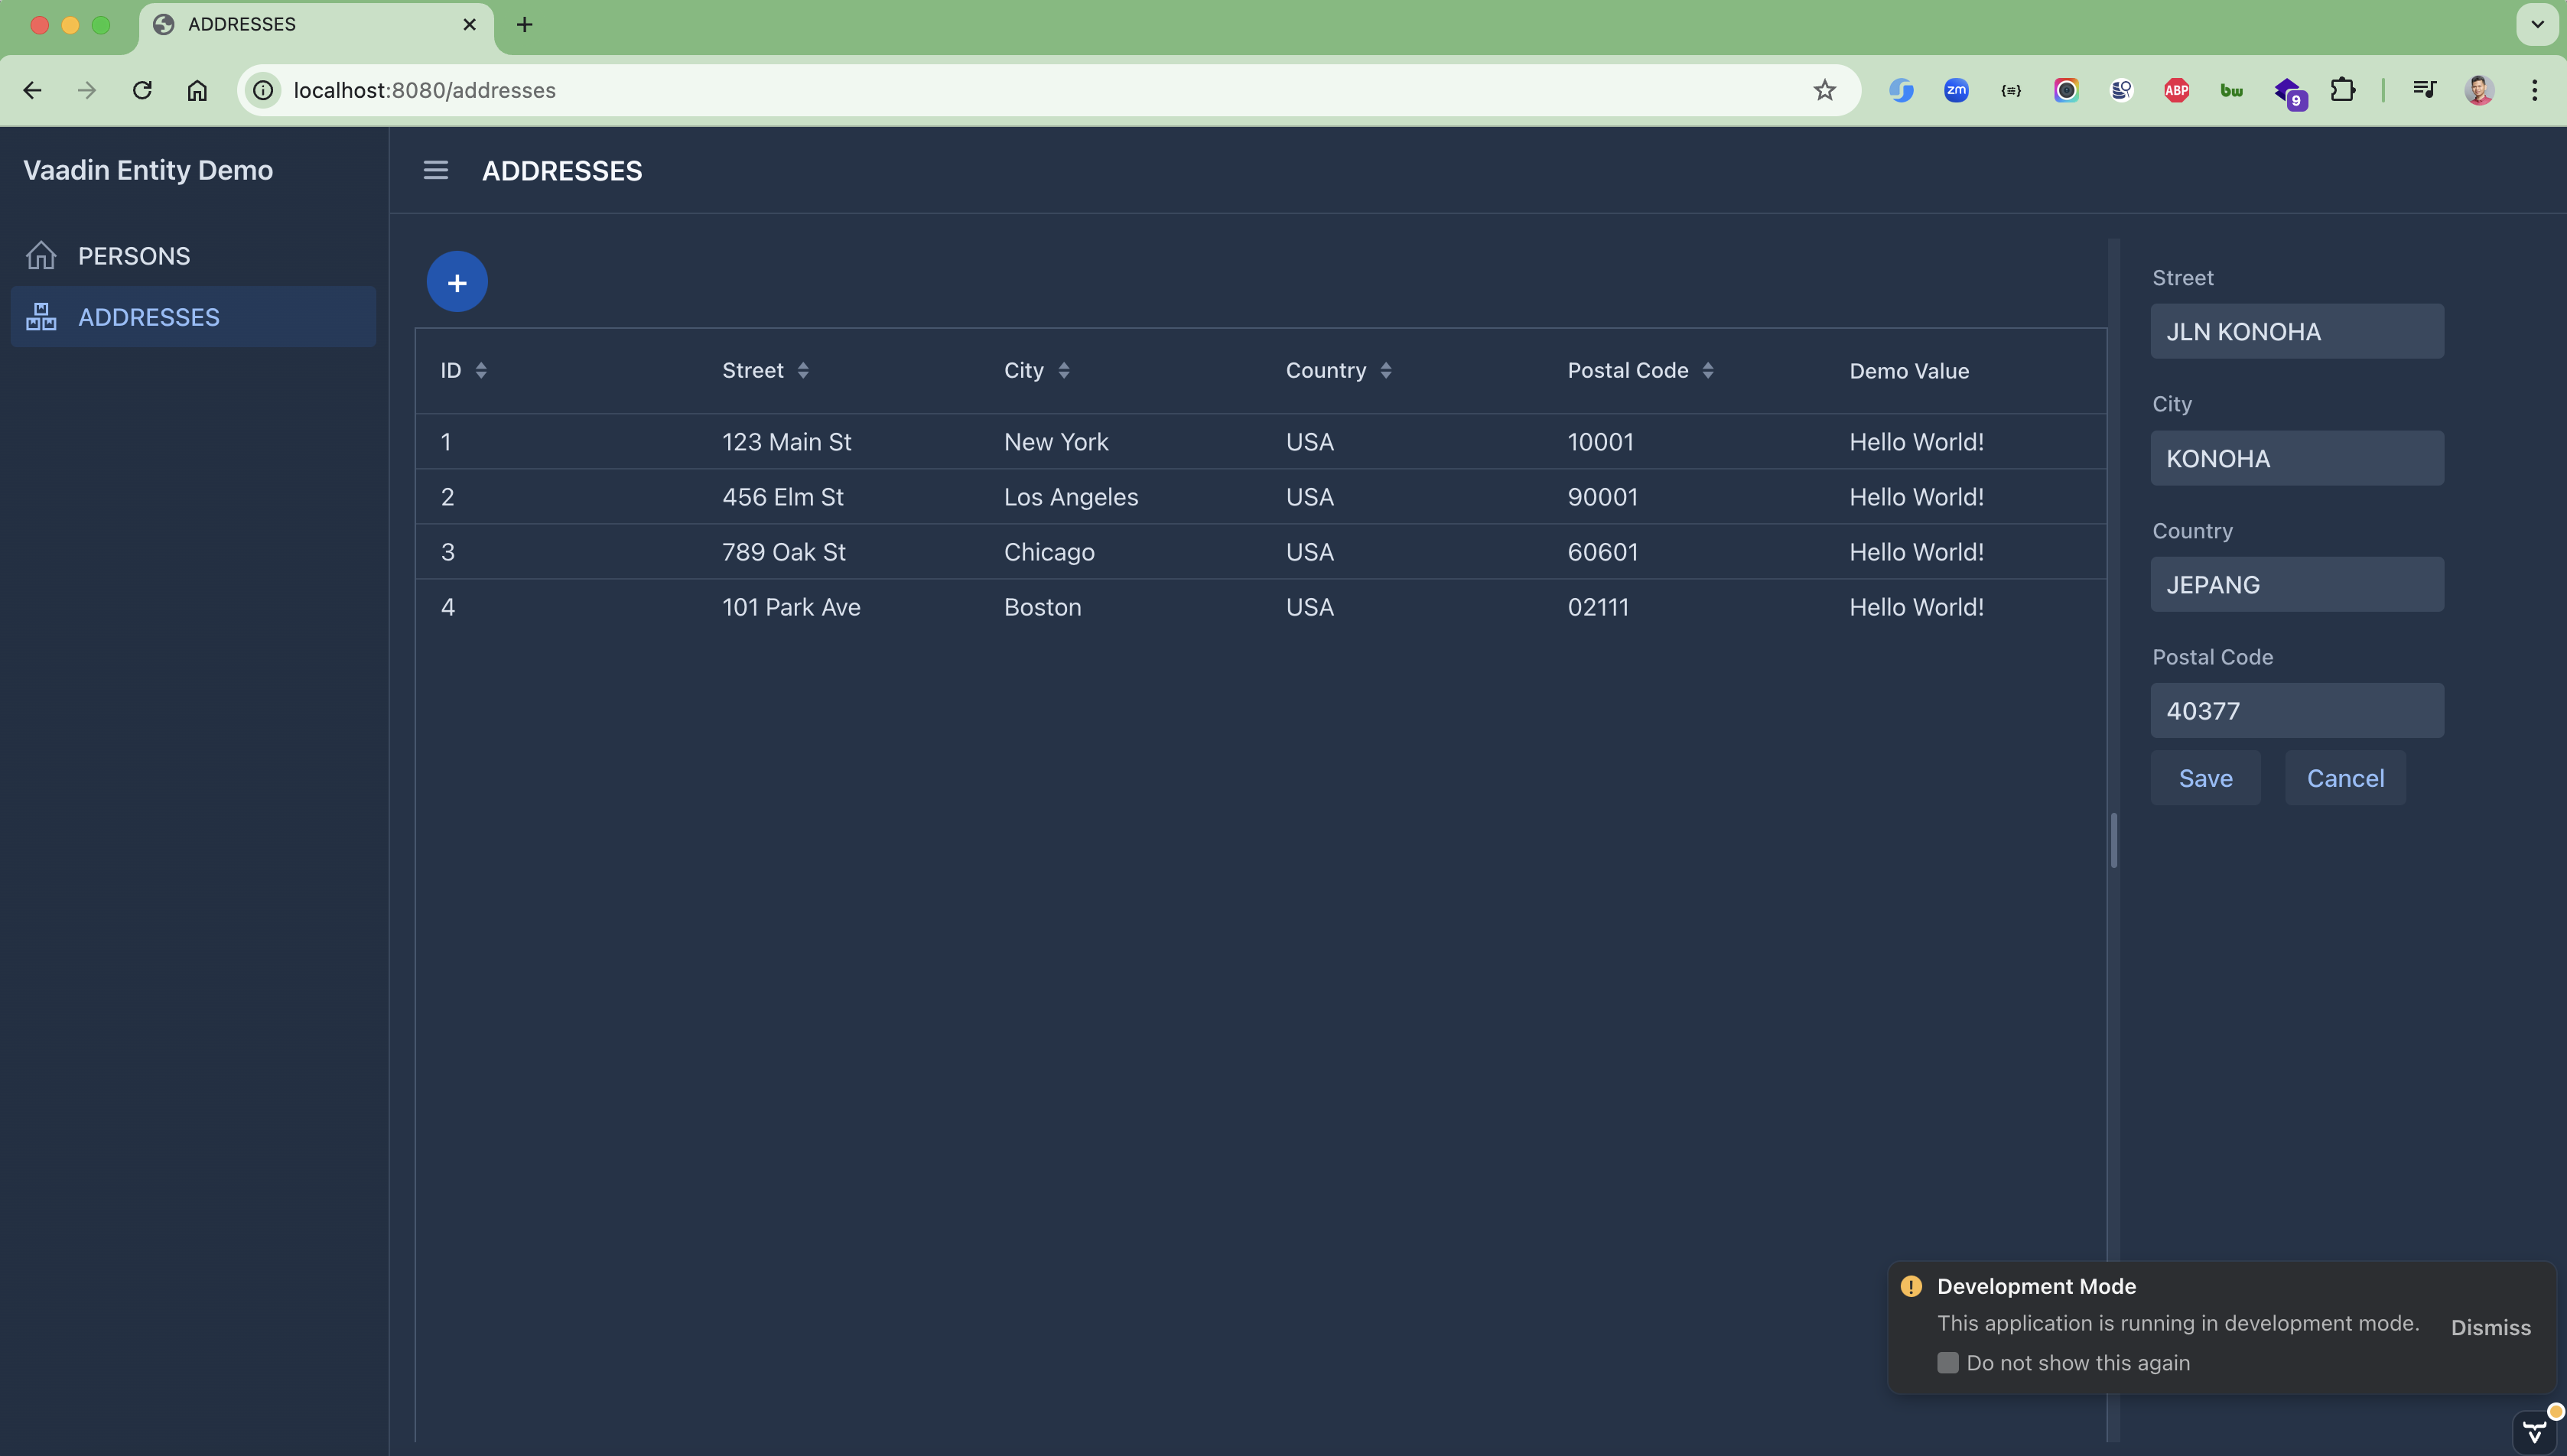 ADDRESSES
localhost:8080/addresses
zm
{≡}
ABP
bw
9
Vaadin Entity Demo
ADDRESSES
PERSONS
ADDRESSES
ID Street City Country Postal Code Demo Value
1 123 Main St New York USA 10001 Hello World!
2 456 Elm St Los Angeles USA 90001 Hello World!
3 789 Oak St Chicago USA 60601 Hello World!
4 101 Park Ave Boston USA 02111 Hello World!
Street
JLN KONOHA
City
KONOHA
Country
JEPANG
Postal Code
40377
Save Cancel
Development Mode
This application is running in development mode.
Dismiss
Do not show this again